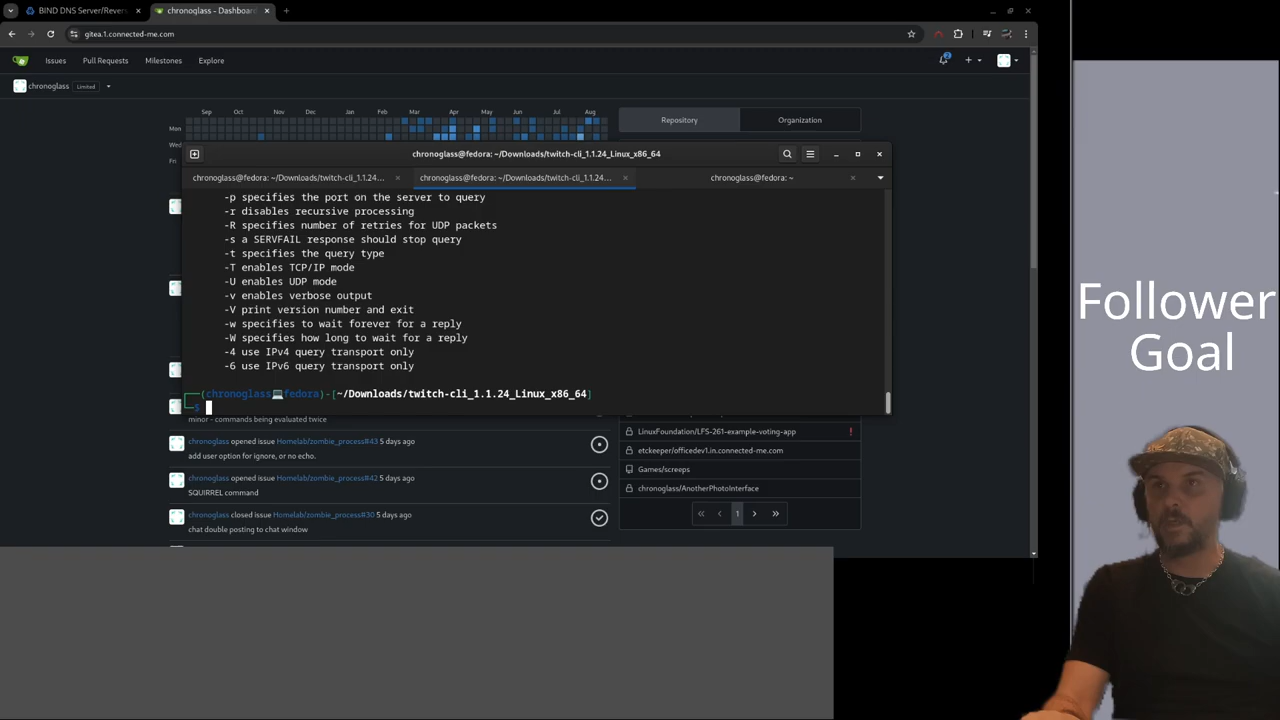 BIND DNS Server/Rever
chronoglass - Dashboard
gitea.1.connected-me.com
Issues
Pull Requests
Milestones
Explore
2
chronoglass
Limited
Sep Oct Nov Dec Jan Feb Mar Apr May Jun Jul Aug
Mon
Wed
Fri
Repository
Organization
chronoglass@fedora: ~/Downloads/twitch-cli_1.1.24_Linux_x86_64
chronoglass@fedora: ~/Downloads/twitch-cli_1.1.24...
chronoglass@fedora: ~/Downloads/twitch-cli_1.1.24...
chronoglass@fedora: ~
-p specifies the port on the server to query
-r disables recursive processing
-R specifies number of retries for UDP packets
-s a SERVFAIL response should stop query
-t specifies the query type
-T enables TCP/IP mode
-U enables UDP mode
-v enables verbose output
-V print version number and exit
-w specifies to wait forever for a reply
-W specifies how long to wait for a reply
-4 use IPv4 query transport only
-6 use IPv6 query transport only
(chronoglass💻fedora)-[~/Downloads/twitch-cli_1.1.24_Linux_x86_64]
$
minor - commands being evaluated twice
chronoglass opened issue Homelab/zombie_process#43 5 days ago
add user option for ignore, or no echo.
chronoglass opened issue Homelab/zombie_process#42 5 days ago
SQUIRREL command
chronoglass closed issue Homelab/zombie_process#30 5 days ago
chat double posting to chat window
LinuxFoundation/LFS-261-example-voting-app
etckeeper/officedev1.in.connected-me.com
Games/screeps
chronoglass/AnotherPhotoInterface
« ‹ 1 › »
Follower
Goal